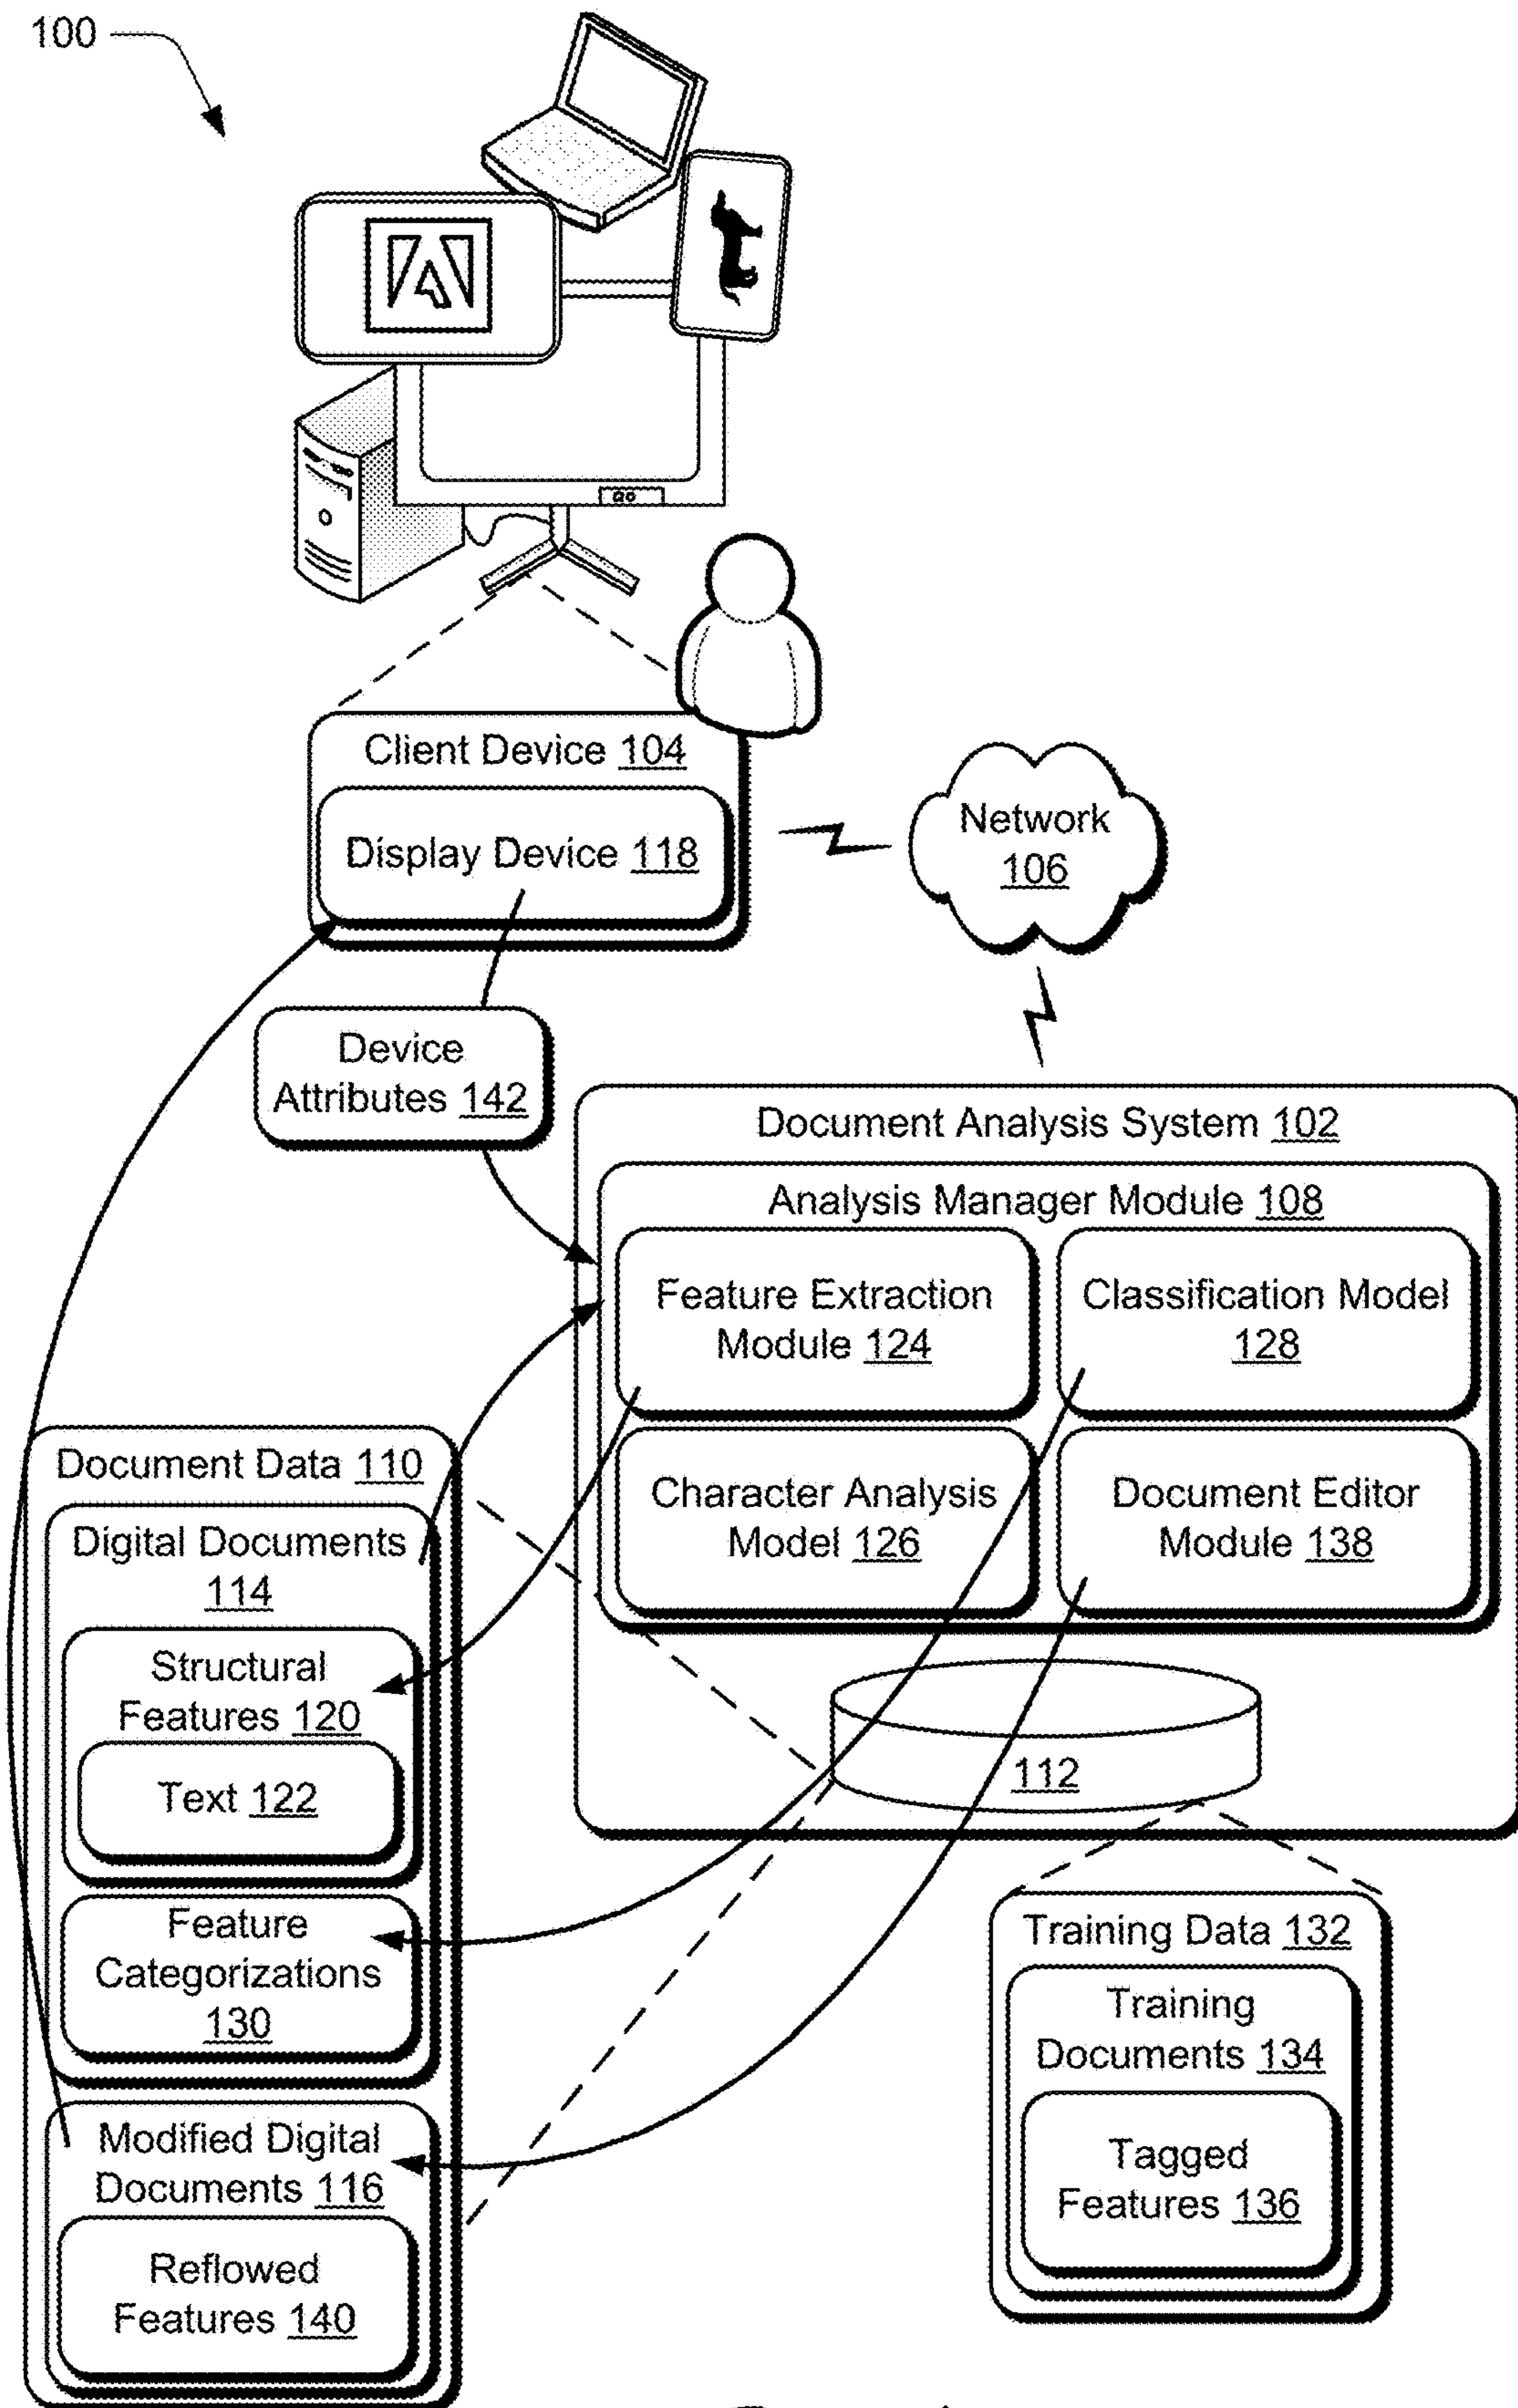 100
Client Device 104
Display Device 118
Network
106
Device
Attributes 142
Document Analysis System 102
Analysis Manager Module 108
Feature Extraction
Module 124
Classification Model
128
Character Analysis
Model 126
Document Editor
Module 138
112
Document Data 110
Digital Documents
114
Structural
Features 120
Text 122
Feature
Categorizations
130
Modified Digital
Documents 116
Reflowed
Features 140
Training Data 132
Training
Documents 134
Tagged
Features 136